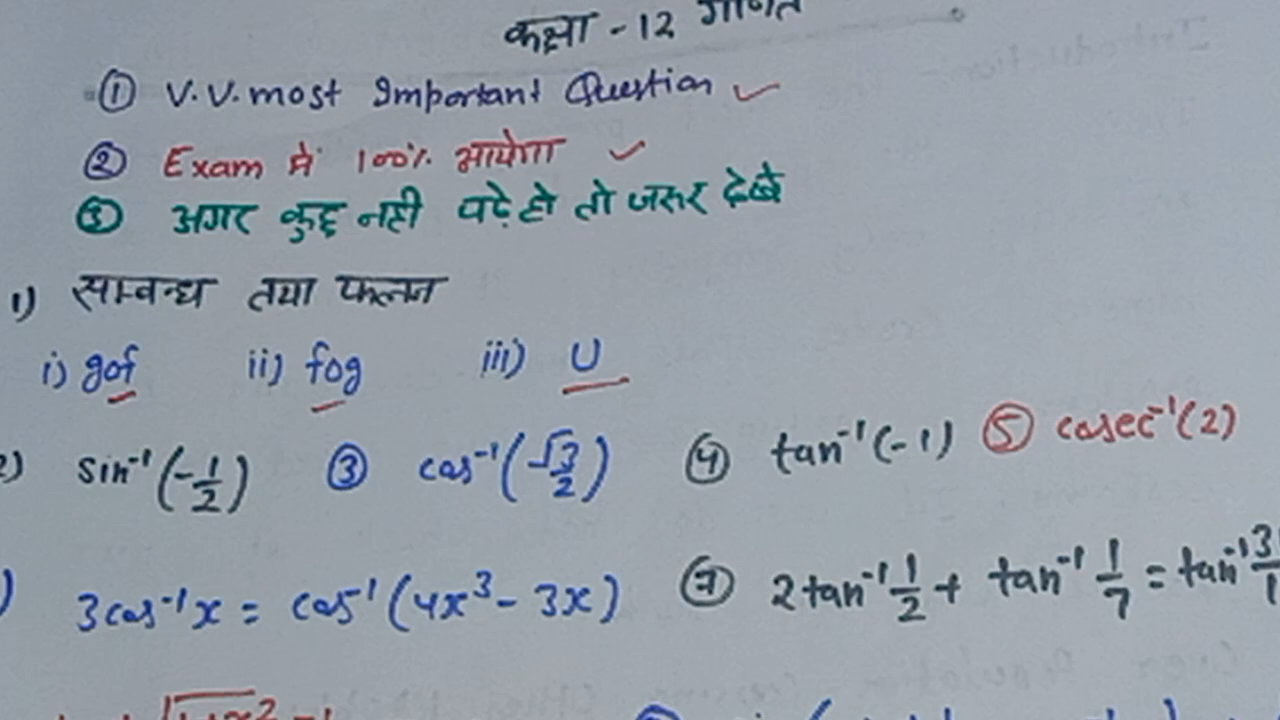 कक्षा - 12 गणित
① V.V. most Important Question ✓
② Exam में 100% आयेगा ✓
③ अगर कुछ नही पढ़े हो तो जरूर देखे
1) सम्बन्ध तथा फलन
i) gof ii) fog iii) U
2) sin⁻¹(-1/2) ③ cos⁻¹(√3/2) ④ tan⁻¹(-1) ⑤ cosec⁻¹(2)
) 3cos⁻¹x = cos⁻¹(4x³ - 3x) ⑦ 2tan⁻¹ 1/2 + tan⁻¹ 1/7 = tan⁻¹ 31/1